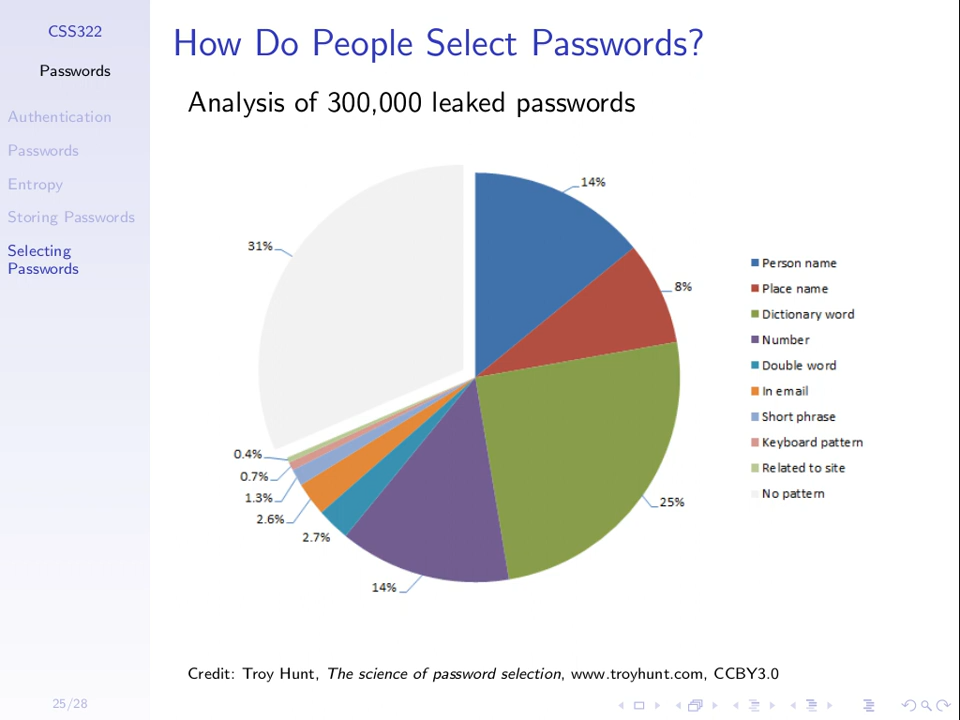 CSS322
Passwords
Authentication
Passwords
Entropy
Storing Passwords
Selecting
Passwords
25/28
How Do People Select Passwords?
Analysis of 300,000 leaked passwords
14%
8%
25%
14%
2.7%
2.6%
1.3%
0.7%
0.4%
31%
Person name
Place name
Dictionary word
Number
Double word
In email
Short phrase
Keyboard pattern
Related to site
No pattern
Credit: Troy Hunt, The science of password selection, www.troyhunt.com, CCBY3.0